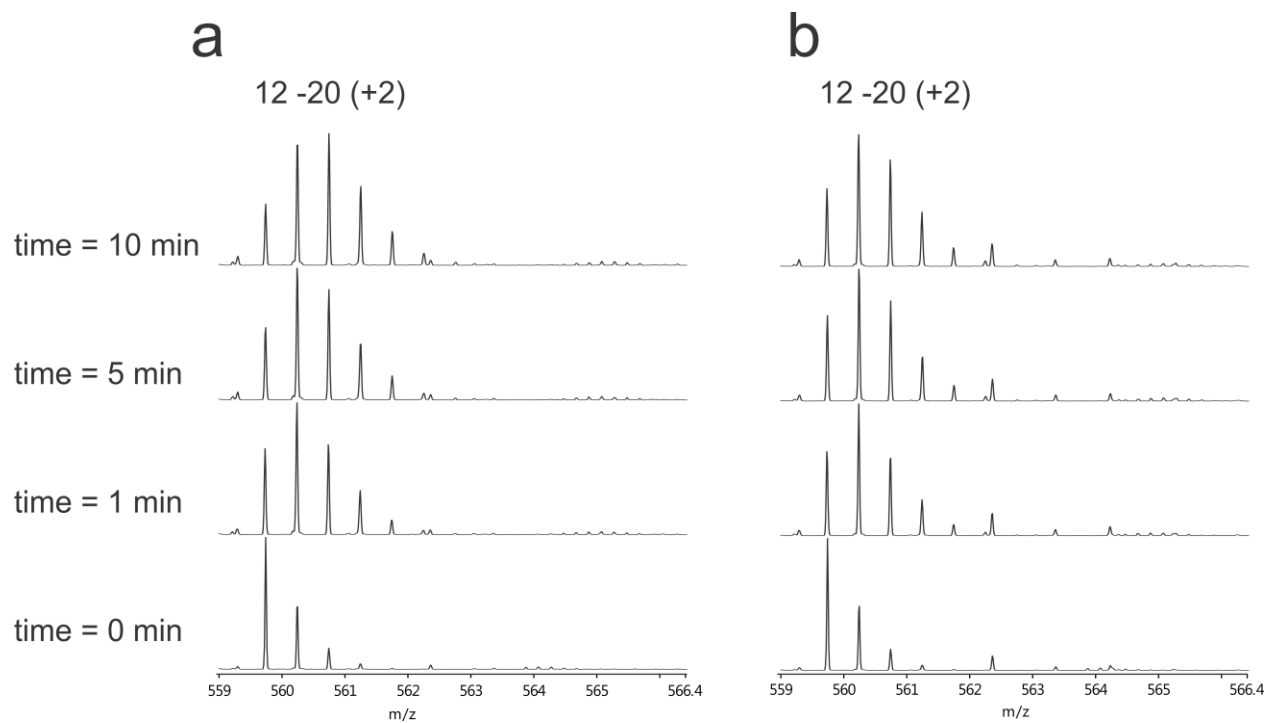 a b
12 -20 (+2) 12 -20 (+2)
time = 10 min
time = 5 min
time = 1 min
time = 0 min
559 560 561 562 563 564 565 566.4 559 560 561 562 563 564 565 566.4
m/z m/z